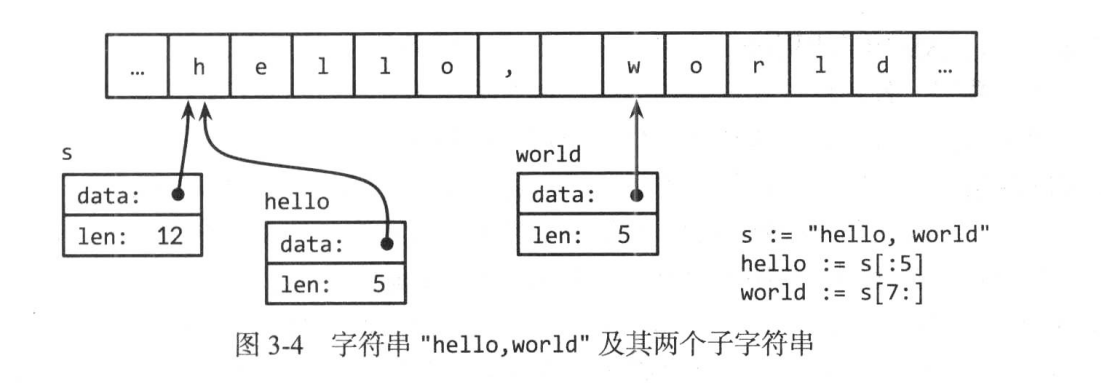 … h e l l o , w o r l d …
s
data:
len: 12
hello
data:
len: 5
world
data:
len: 5
s := "hello, world"
hello := s[:5]
world := s[7:]
图 3-4 字符串 "hello,world" 及其两个子字符串